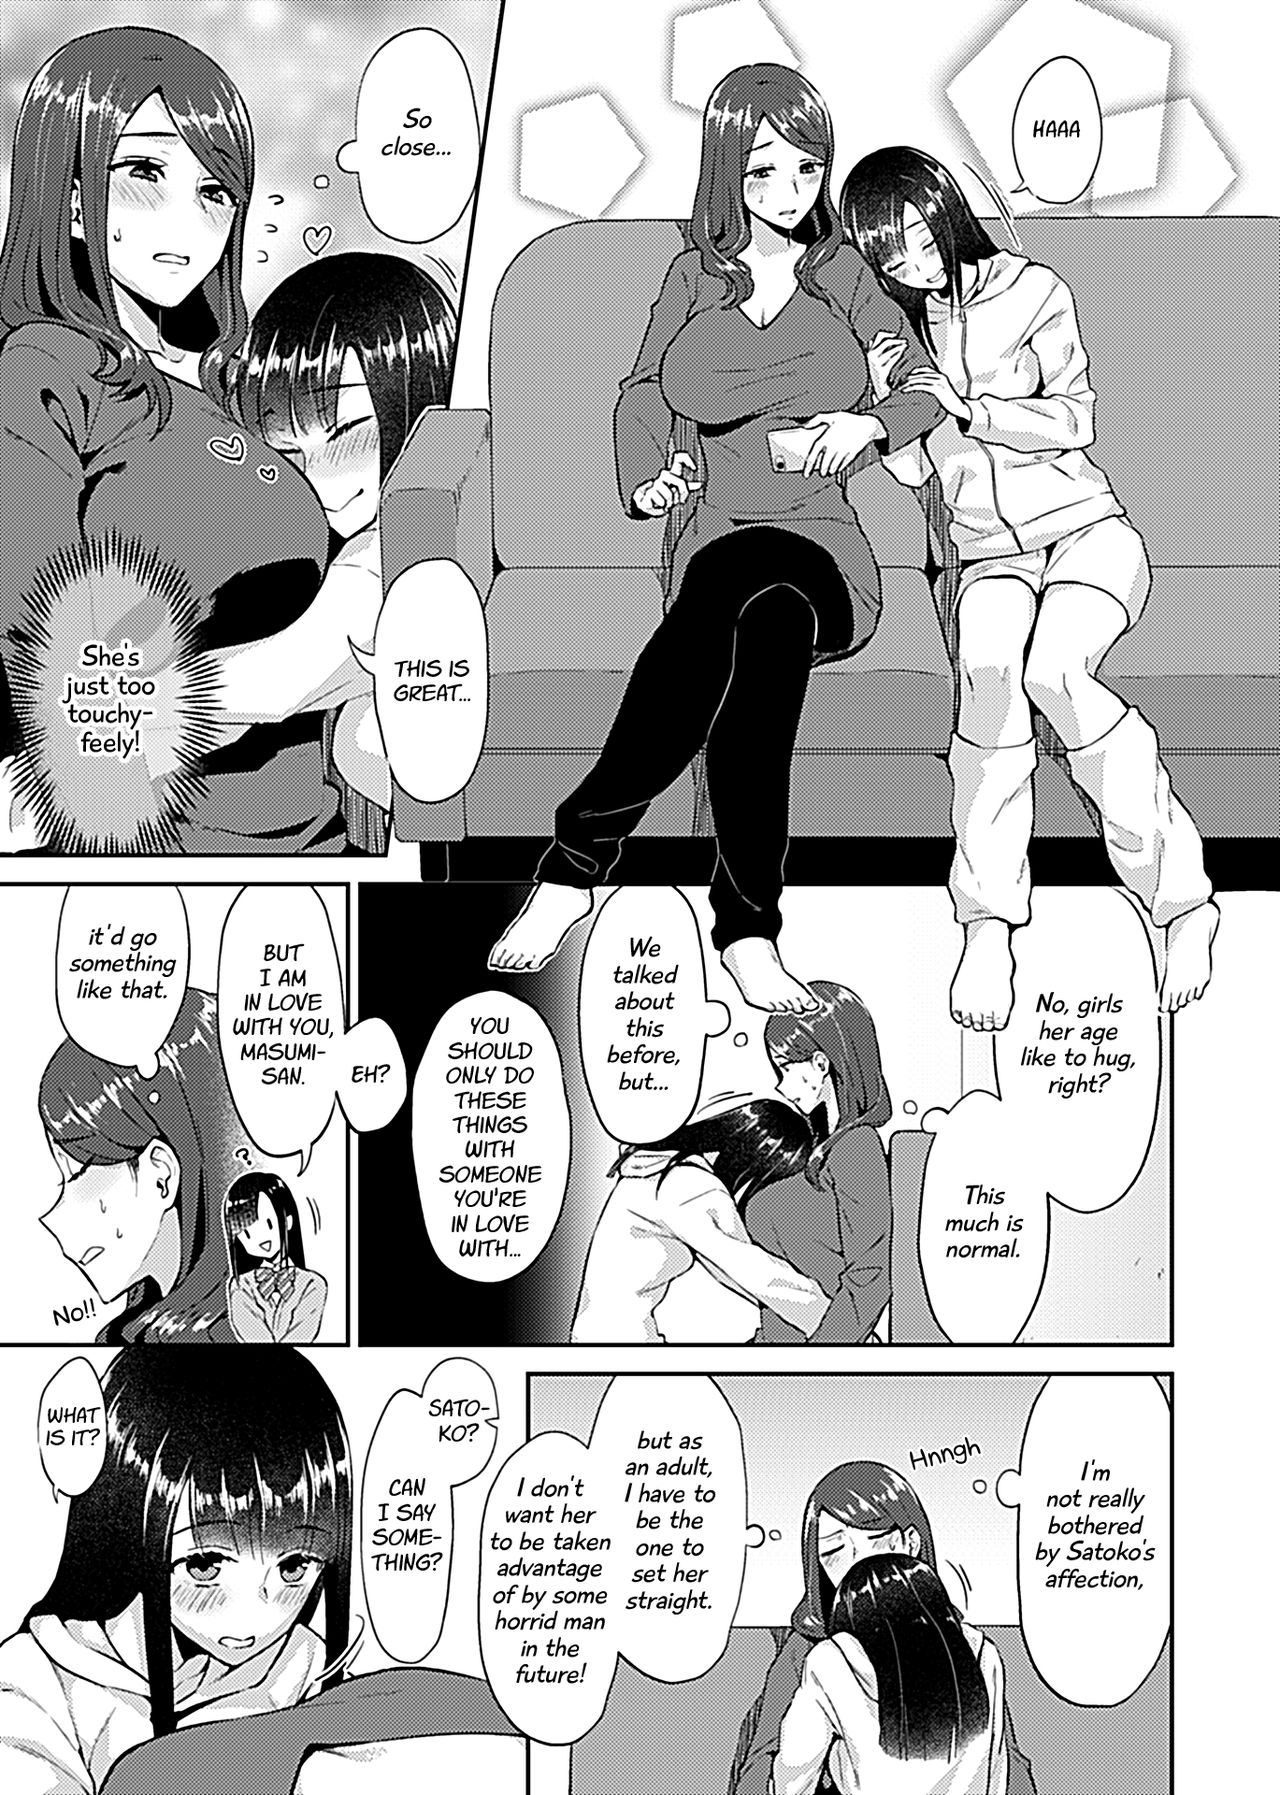 HAAA
So
close...
THIS IS
GREAT...
She's
just too
touchy-
feely!
No, girls
her age
like to hug,
right?
This
much is
normal.
We
talked
about
this
before,
but...
YOU
SHOULD
ONLY DO
THESE
THINGS
WITH
SOMEONE
YOU'RE
IN LOVE
WITH...
EH?
BUT
I AM
IN LOVE
WITH YOU,
MASUMI-
SAN.
?
it'd go
something
like that.
No!!
I'm
not really
bothered
by Satoko's
affection,
Hnngh
but as
an adult,
I have to
be the
one to
set her
straight.
I don't
want her
to be taken
advantage
of by some
horrid man
in the
future!
SATO-
KO?
CAN
I SAY
SOME-
THING?
WHAT
IS IT?